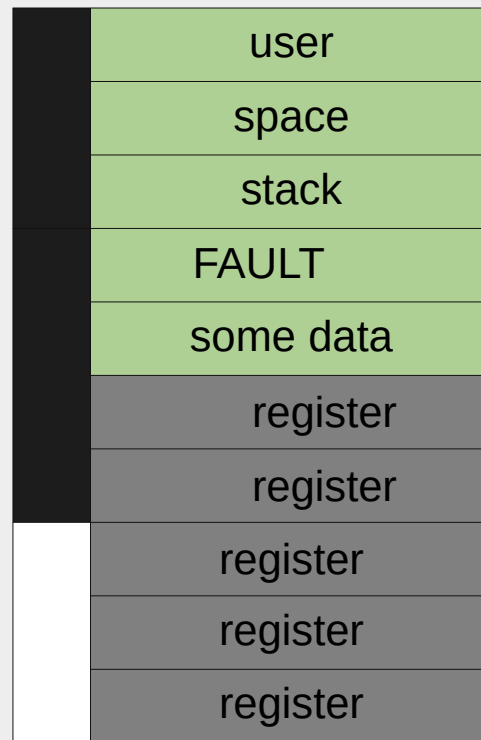 user
space
stack
FAULT
some data
register
register
register
register
register